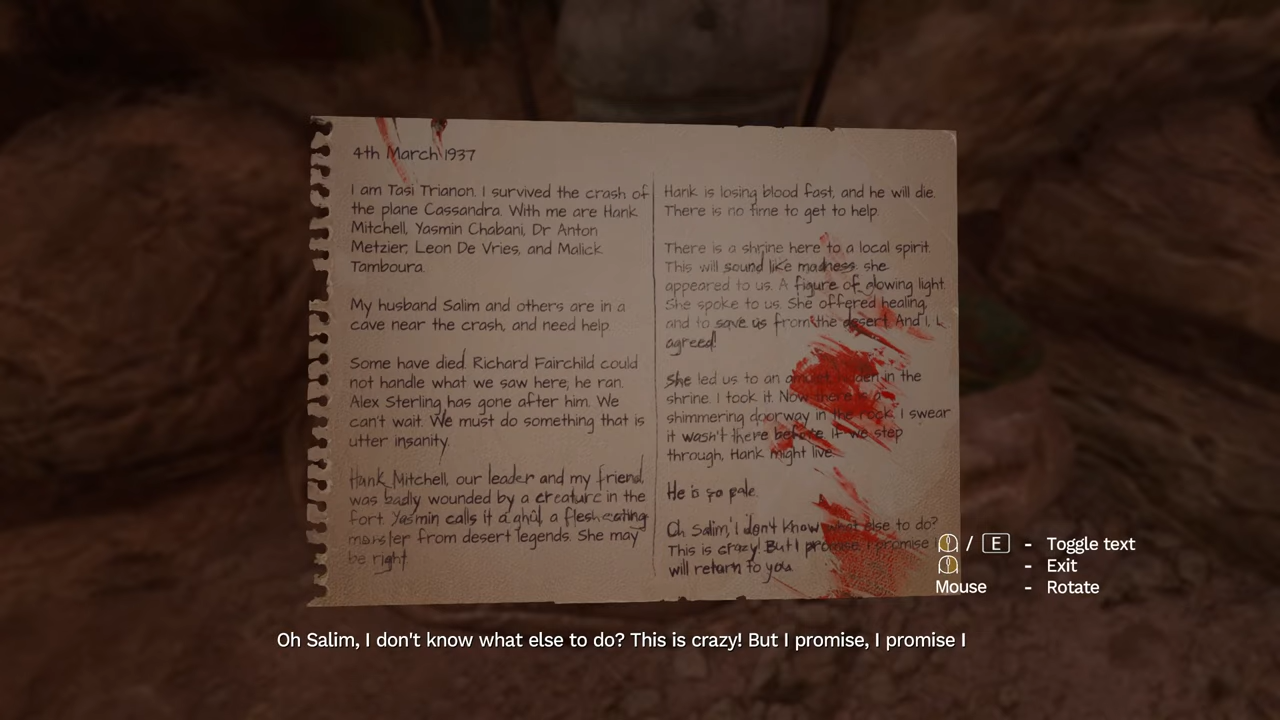 4th March 1937
I am Tasi Trianon. I survived the crash of
the plane Cassandra. With me are Hank
Mitchell, Yasmin Chabani, Dr Anton
Metzier, Leon De Vries, and Malick
Tamboura.
My husband Salim and others are in a
cave near the crash, and need help.
Some have died. Richard Fairchild could
not handle what we saw here, he ran.
Alex Sterling has gone after him. We
can't wait. We must do something that is
utter insanity.
Hank Mitchell, our leader and my friend,
was badly wounded by a creature in the
fort. Yasmin calls it a ghûl, a flesh-eating
monster from desert legends. She may
be right.
Hank is losing blood fast, and he will die.
There is no time to get to help.
There is a shrine here to a local spirit.
This will sound like madness: she
appeared to us. A figure of glowing light.
She spoke to us. She offered healing,
and to save us from the desert. And I, I,
agreed!
She led us to an in the
shrine. I took it. Now there is a
shimmering doorway in the rock. I swear
it wasn't there before. If we step
through, Hank might live.
He is so pale.
Oh Salim, I don't know what else to do?
This is crazy! But I promise, I promise I
will return to you.
/ E - Toggle text
- Exit
Mouse - Rotate
Oh Salim, I don't know what else to do? This is crazy! But I promise, I promise I